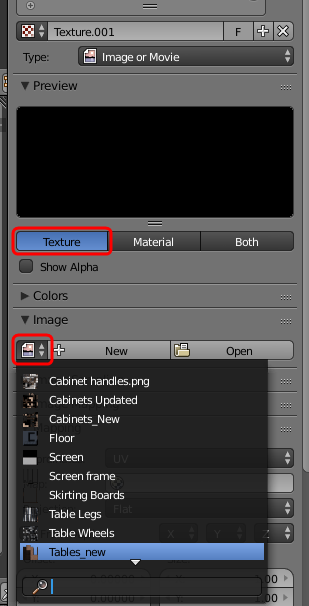 Texture.001 F
Type: Image or Movie
Preview
Texture Material Both
Show Alpha
Colors
Image
New Open
Cabinet handles.png
Cabinets Updated
Cabinets_New
Floor
Screen
UV
Screen frame
Skirting Boards
Table Legs
Flat
Table Wheels
X Y Z
Tables_new